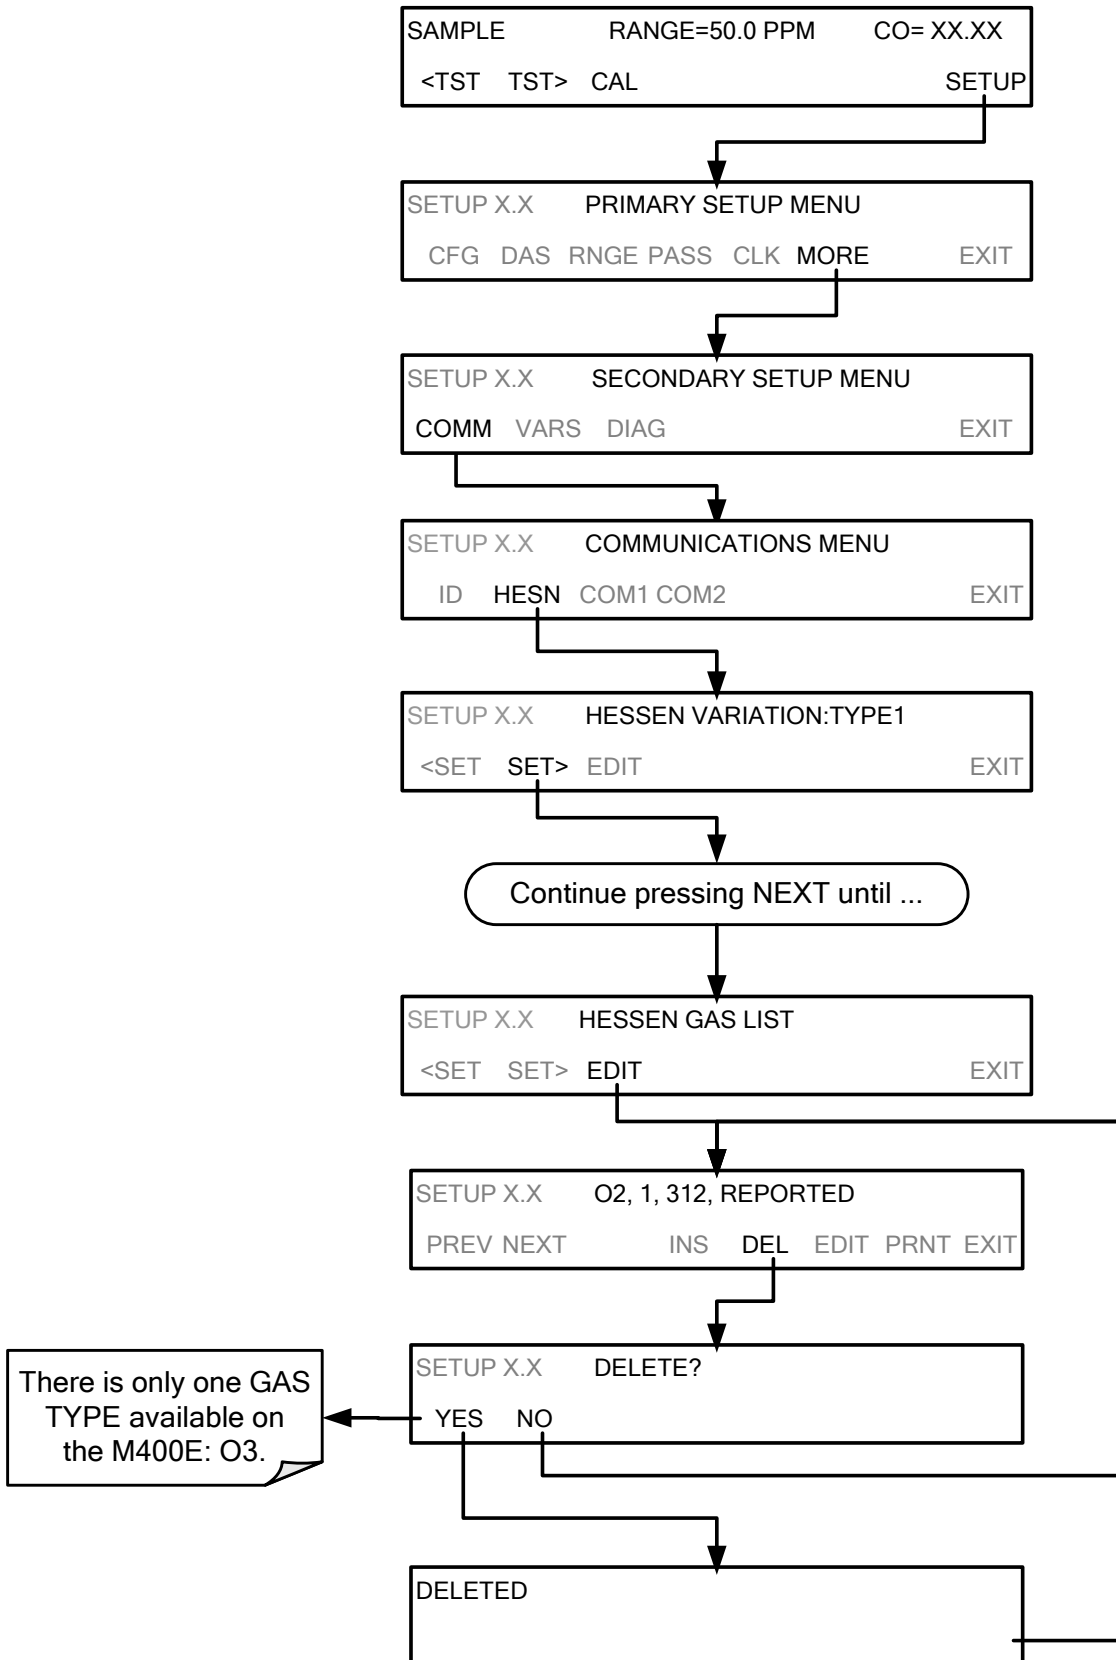 SAMPLE RANGE=50.0 PPM CO= XX.XX
<TST TST> CAL SETUP
SETUP X.X PRIMARY SETUP MENU
CFG DAS RNGE PASS CLK MORE EXIT
SETUP X.X SECONDARY SETUP MENU
COMM VARS DIAG EXIT
SETUP X.X COMMUNICATIONS MENU
ID HESN COM1 COM2 EXIT
SETUP X.X HESSEN VARIATION:TYPE1
<SET SET> EDIT EXIT
Continue pressing NEXT until ...
SETUP X.X HESSEN GAS LIST
<SET SET> EDIT EXIT
SETUP X.X O2, 1, 312, REPORTED
PREV NEXT INS DEL EDIT PRNT EXIT
SETUP X.X DELETE?
YES NO
There is only one GAS
TYPE available on
the M400E: O3.
DELETED